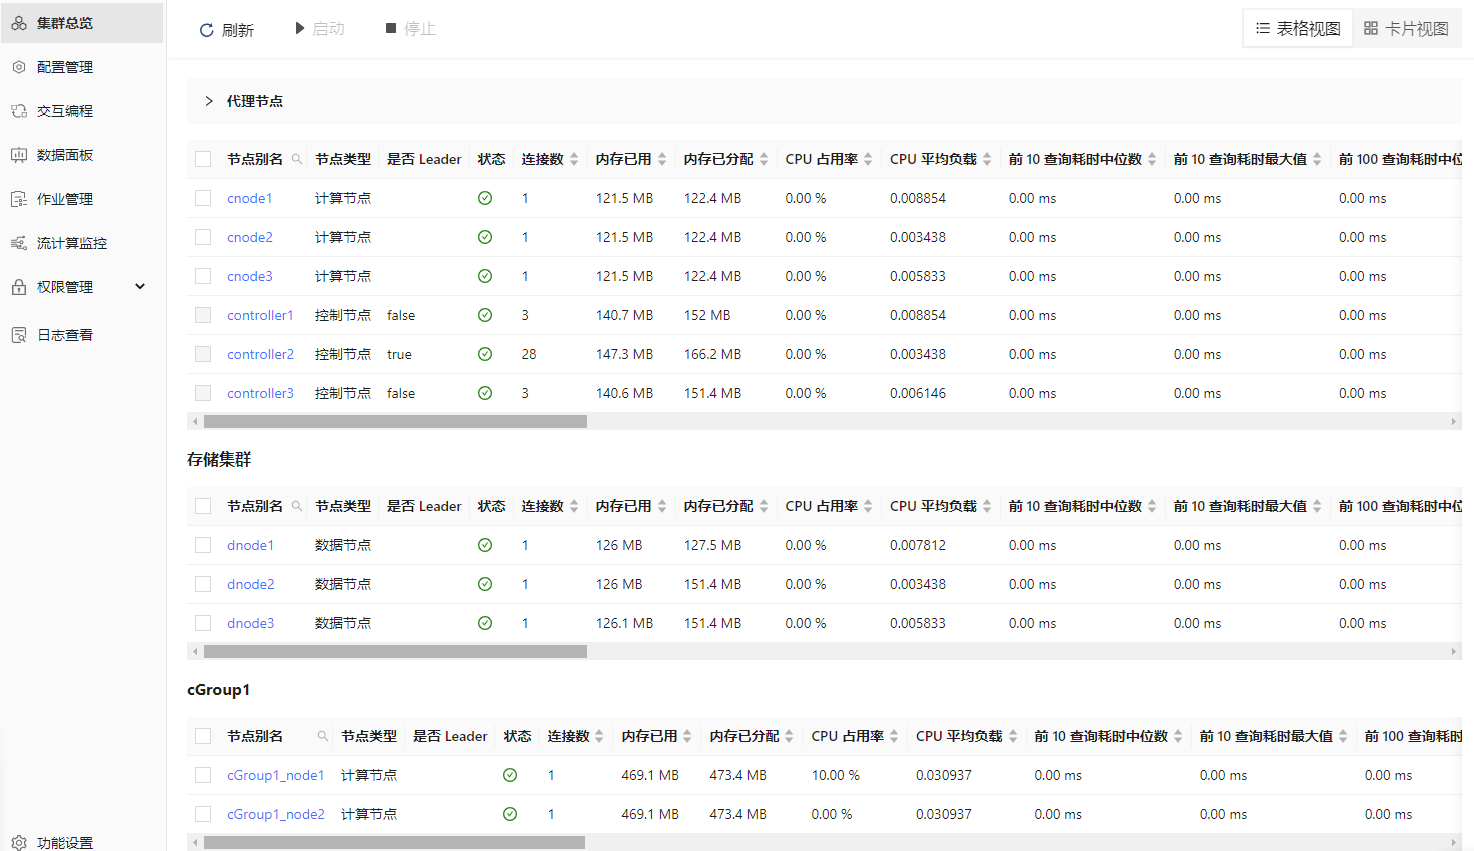 集群总览
配置管理
交互编程
数据面板
作业管理
流计算监控
权限管理
日志查看
功能设置
刷新 启动 停止 表格视图 卡片视图
代理节点
节点别名 节点类型 是否 Leader 状态 连接数 内存已用 内存已分配 CPU 占用率 CPU 平均负载 前 10 查询耗时中位数 前 10 查询耗时最大值 前 100 查询耗时中位
cnode1 计算节点 1 121.5 MB 122.4 MB 0.00 % 0.008854 0.00 ms 0.00 ms 0.00 ms
cnode2 计算节点 1 121.5 MB 122.4 MB 0.00 % 0.003438 0.00 ms 0.00 ms 0.00 ms
cnode3 计算节点 1 121.5 MB 122.4 MB 0.00 % 0.005833 0.00 ms 0.00 ms 0.00 ms
controller1 控制节点 false 3 140.7 MB 152 MB 0.00 % 0.008854 0.00 ms 0.00 ms 0.00 ms
controller2 控制节点 true 28 147.3 MB 166.2 MB 0.00 % 0.003438 0.00 ms 0.00 ms 0.00 ms
controller3 控制节点 false 3 140.6 MB 151.4 MB 0.00 % 0.006146 0.00 ms 0.00 ms 0.00 ms
存储集群
节点别名 节点类型 是否 Leader 状态 连接数 内存已用 内存已分配 CPU 占用率 CPU 平均负载 前 10 查询耗时中位数 前 10 查询耗时最大值 前 100 查询耗时中位
dnode1 数据节点 1 126 MB 127.5 MB 0.00 % 0.007812 0.00 ms 0.00 ms 0.00 ms
dnode2 数据节点 1 126 MB 151.4 MB 0.00 % 0.003438 0.00 ms 0.00 ms 0.00 ms
dnode3 数据节点 1 126.1 MB 151.4 MB 0.00 % 0.005833 0.00 ms 0.00 ms 0.00 ms
cGroup1
节点别名 节点类型 是否 Leader 状态 连接数 内存已用 内存已分配 CPU 占用率 CPU 平均负载 前 10 查询耗时中位数 前 10 查询耗时最大值 前 100 查询耗时
cGroup1_node1 计算节点 1 469.1 MB 473.4 MB 10.00 % 0.030937 0.00 ms 0.00 ms 0.00 ms
cGroup1_node2 计算节点 1 469.1 MB 473.4 MB 0.00 % 0.030937 0.00 ms 0.00 ms 0.00 ms